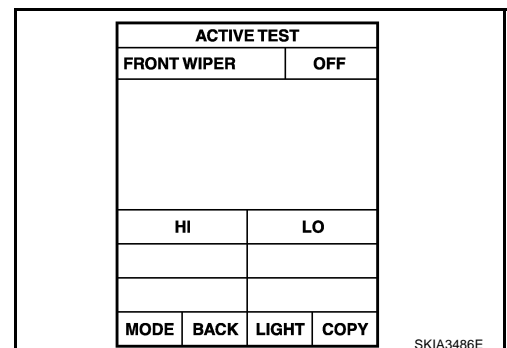 ACTIVE TEST
FRONT WIPER OFF
HI LO
MODE BACK LIGHT COPY
SKIA3486E